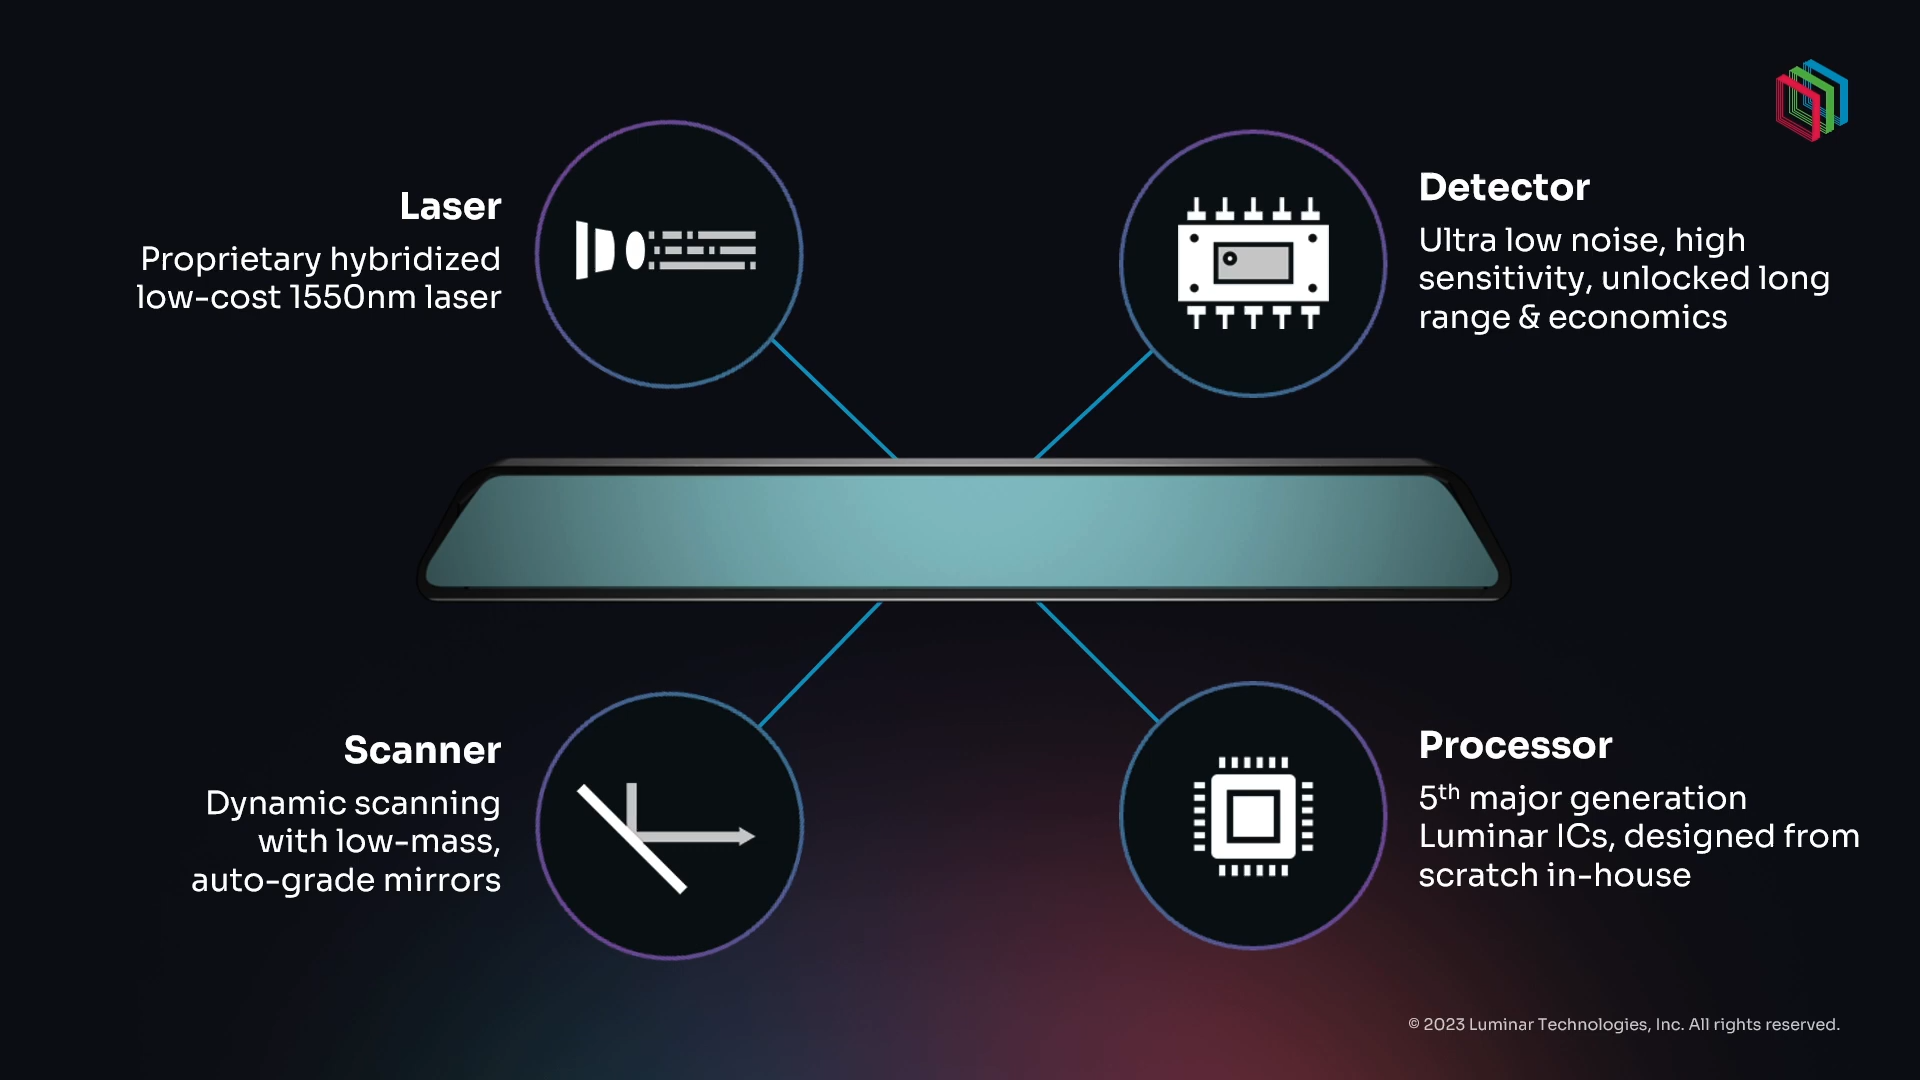 Laser
Proprietary hybridized
low-cost 1550nm laser
Detector
Ultra low noise, high
sensitivity, unlocked long
range & economics
Scanner
Dynamic scanning
with low-mass,
auto-grade mirrors
Processor
5th major generation
Luminar ICs, designed from
scratch in-house
© 2023 Luminar Technologies, Inc. All rights reserved.